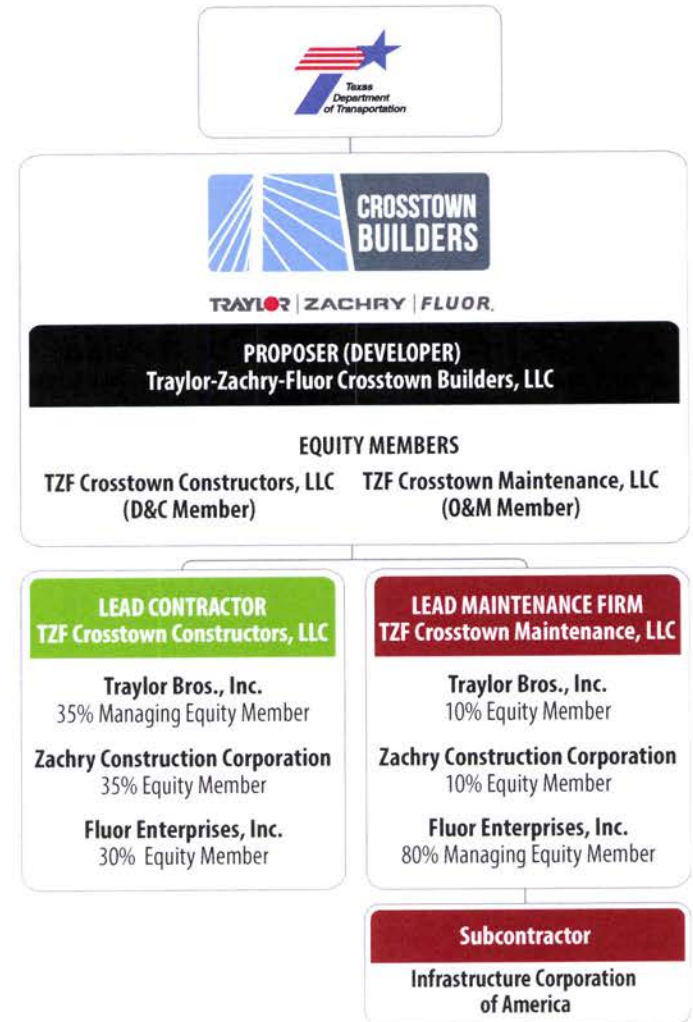 Texas
Department
of Transportation
CROSSTOWN
BUILDERS
TRAYLOR | ZACHRY | FLUOR.
PROPOSER (DEVELOPER)
Traylor-Zachry-Fluor Crosstown Builders, LLC
EQUITY MEMBERS
TZF Crosstown Constructors, LLC
(D&C Member)
TZF Crosstown Maintenance, LLC
(O&M Member)
LEAD CONTRACTOR
TZF Crosstown Constructors, LLC
Traylor Bros., Inc.
35% Managing Equity Member
Zachry Construction Corporation
35% Equity Member
Fluor Enterprises, Inc.
30% Equity Member
LEAD MAINTENANCE FIRM
TZF Crosstown Maintenance, LLC
Traylor Bros., Inc.
10% Equity Member
Zachry Construction Corporation
10% Equity Member
Fluor Enterprises, Inc.
80% Managing Equity Member
Subcontractor
Infrastructure Corporation
of America